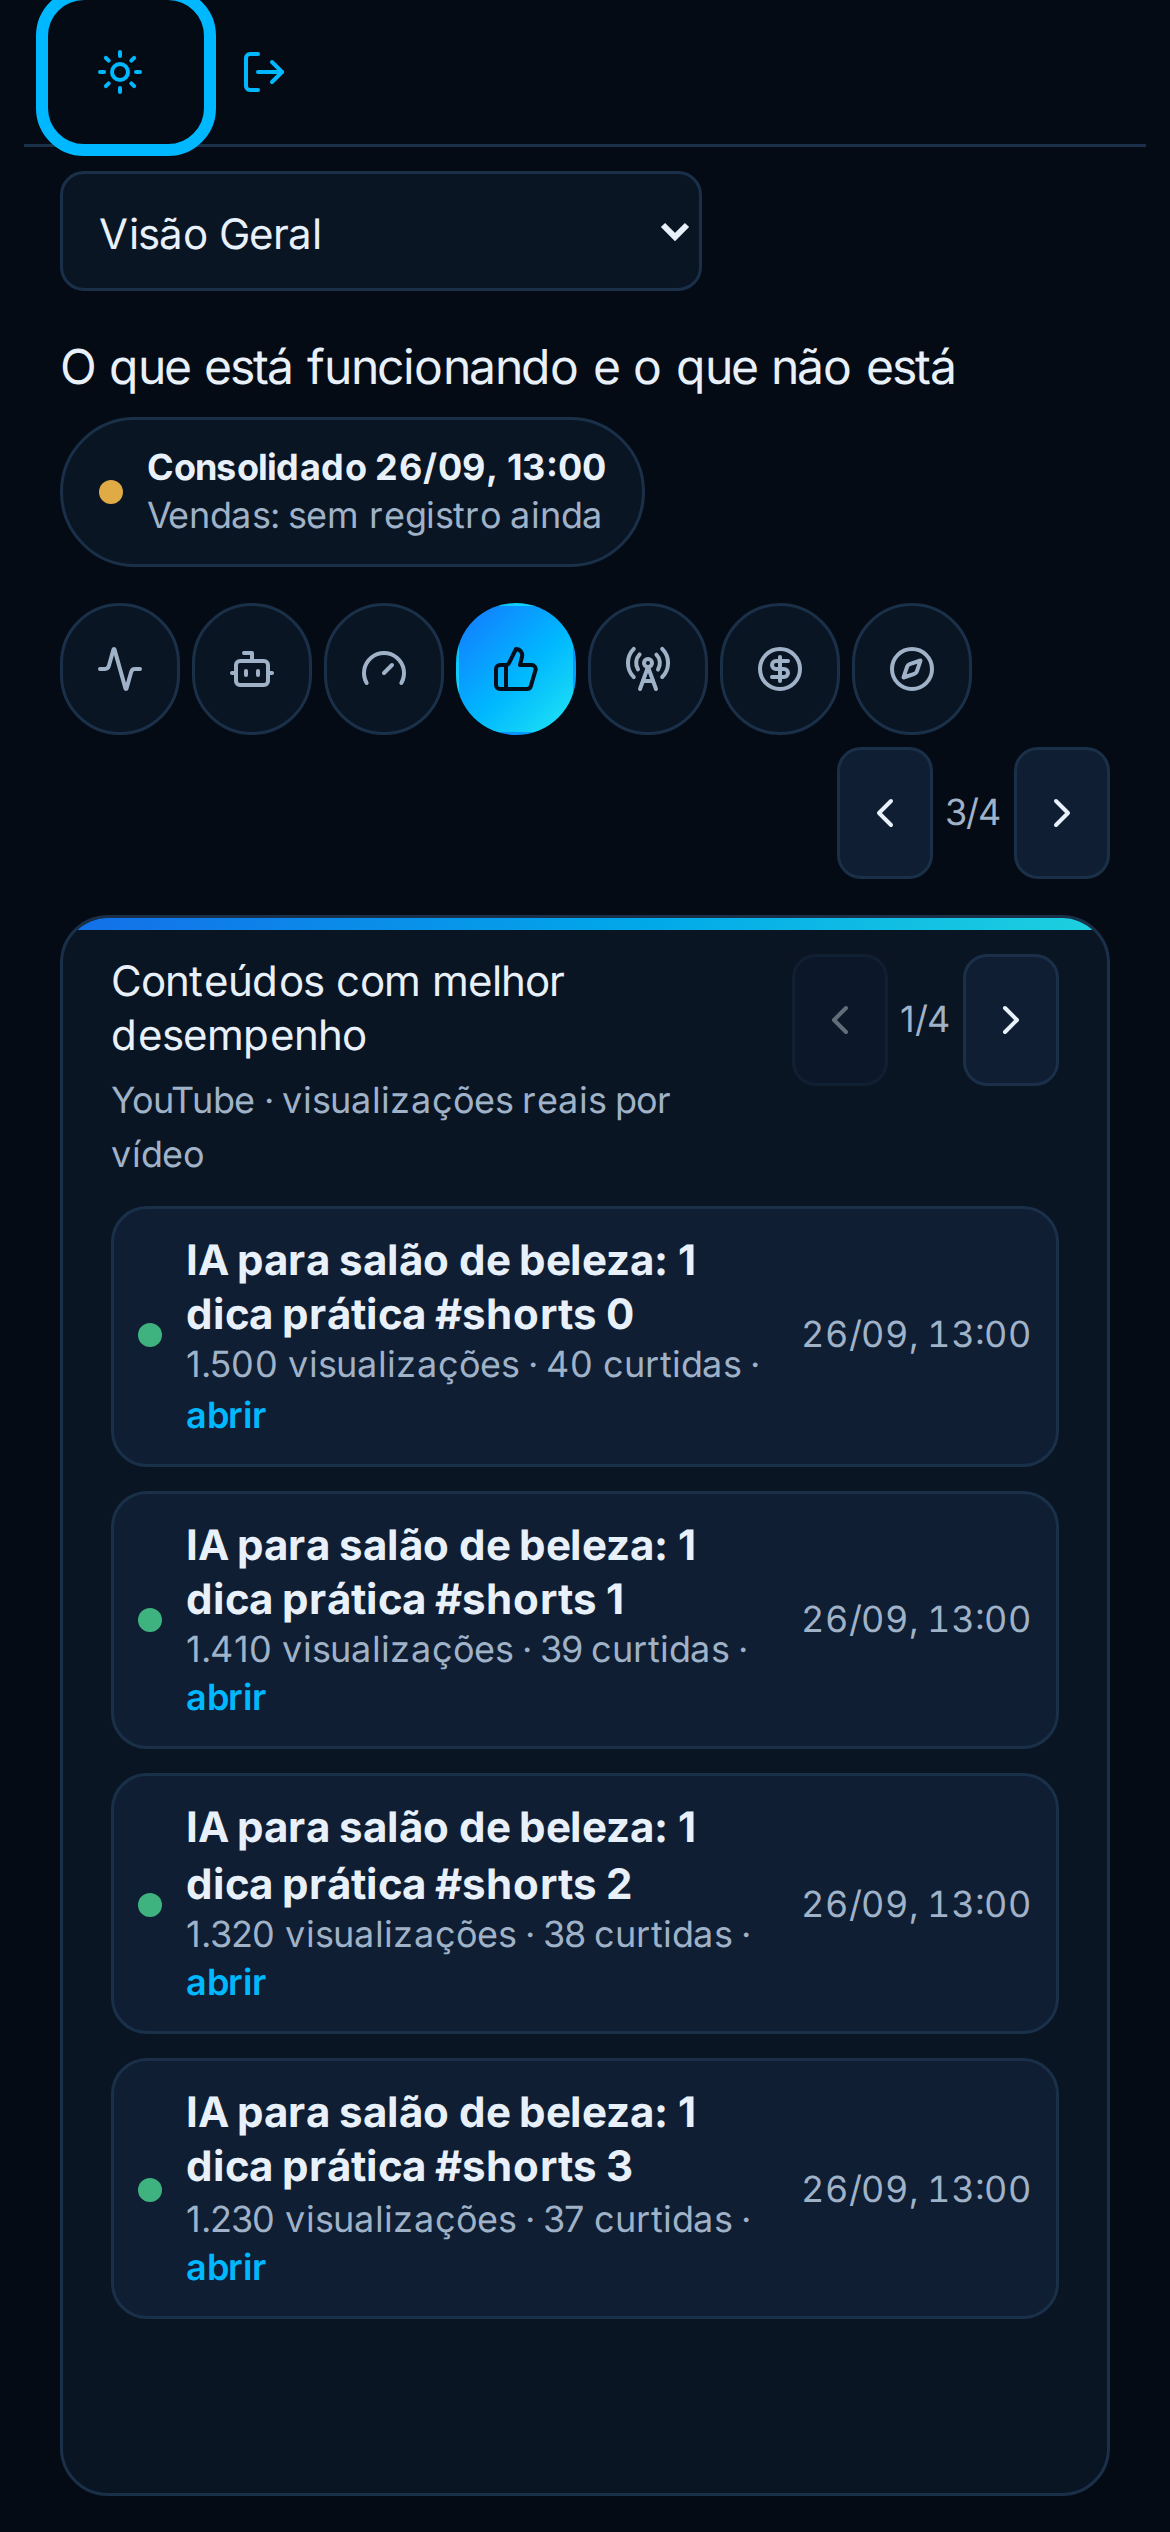 Visão Geral
O que está funcionando e o que não está
Consolidado 26/09, 13:00
Vendas: sem registro ainda
3/4
Conteúdos com melhor
desempenho
1/4
YouTube · visualizações reais por
vídeo
IA para salão de beleza: 1
dica prática #shorts 0
1.500 visualizações · 40 curtidas ·
abrir
26/09, 13:00
IA para salão de beleza: 1
dica prática #shorts 1
1.410 visualizações · 39 curtidas ·
abrir
26/09, 13:00
IA para salão de beleza: 1
dica prática #shorts 2
1.320 visualizações · 38 curtidas ·
abrir
26/09, 13:00
IA para salão de beleza: 1
dica prática #shorts 3
1.230 visualizações · 37 curtidas ·
abrir
26/09, 13:00